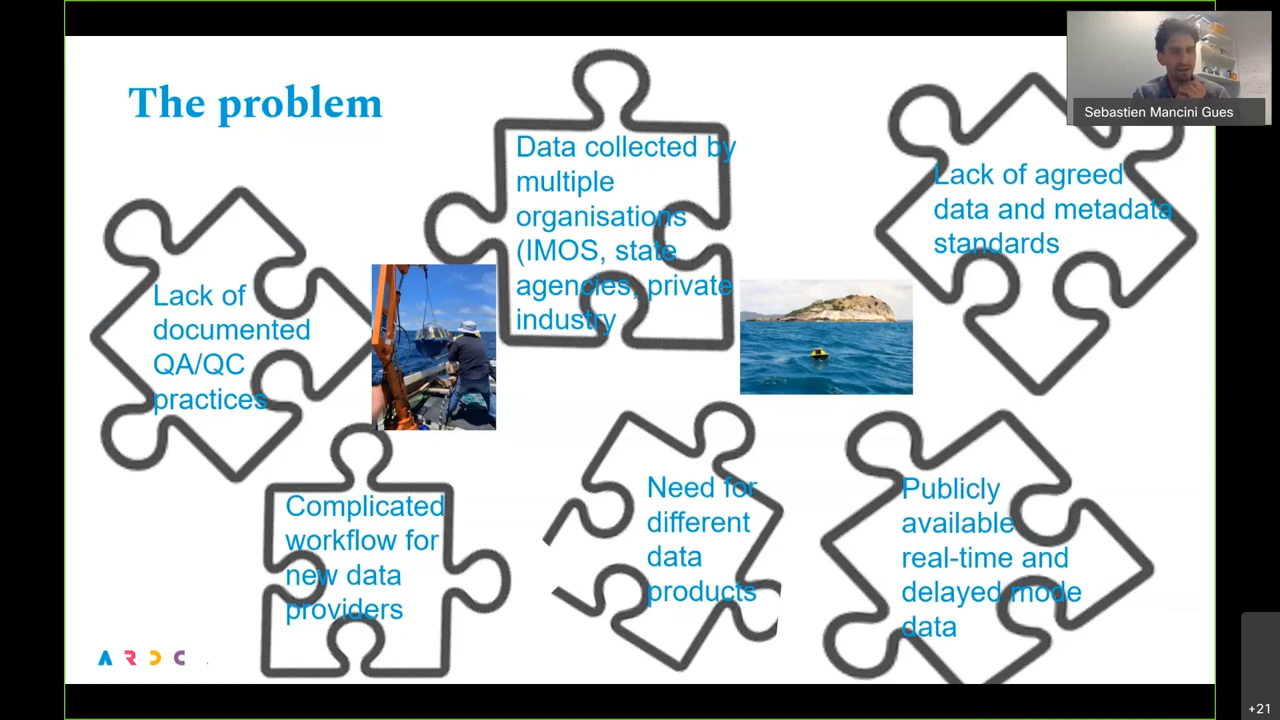 The problem
Sebastien Mancini Gues
Data collected by
multiple
organisations
(IMOS, state
agencies, private
industry
Lack of agreed
data and metadata
standards
Lack of
documented
QA/QC
practices
Complicated
workflow for
new data
providers
Need for
different
data
products
Publicly
available
real-time and
delayed mode
data
ARDC
+21